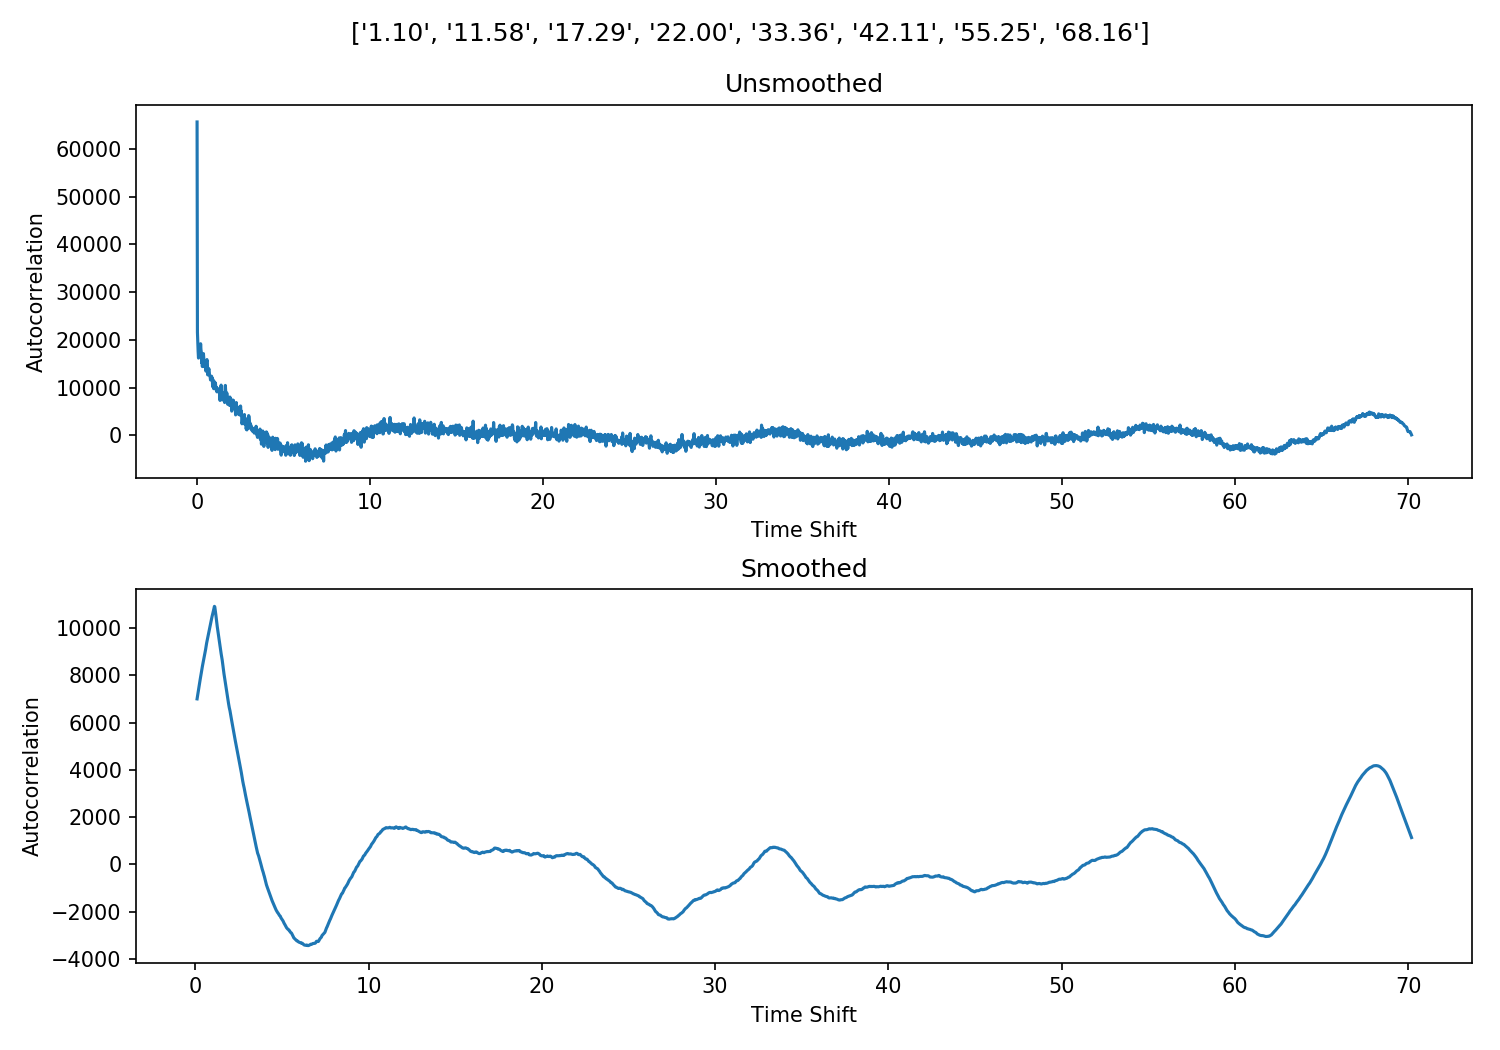 ['1.10', '11.58', '17.29', '22.00', '33.36', '42.11', '55.25', '68.16']
Unsmoothed
60000
50000
40000
30000
20000
10000
0
Autocorrelation
0 10 20 30 40 50 60 70
Time Shift
Smoothed
10000
8000
6000
4000
2000
0
−2000
−4000
Autocorrelation
0 10 20 30 40 50 60 70
Time Shift